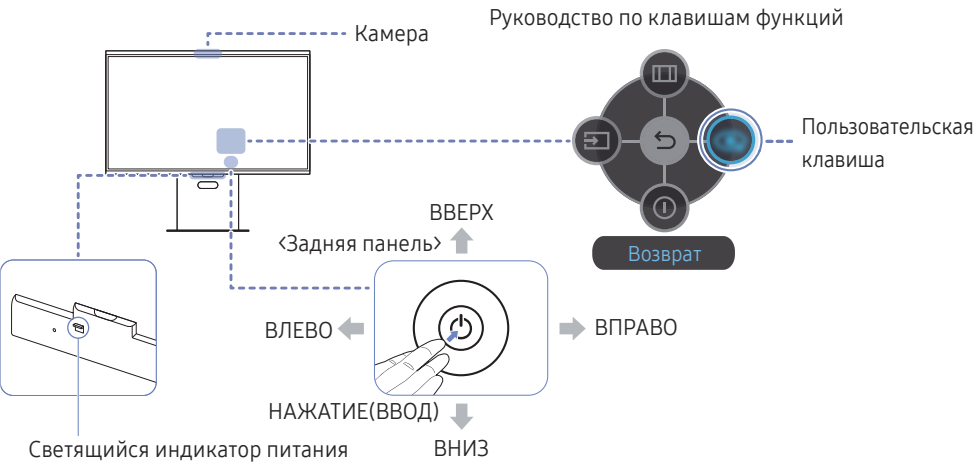 Руководство по клавишам функций
Камера
Пользовательская
клавиша
ВВЕРХ
<Задняя панель>
Возврат
ВЛЕВО
ВПРАВО
НАЖАТИЕ(ВВОД)
Светящийся индикатор питания
ВНИЗ